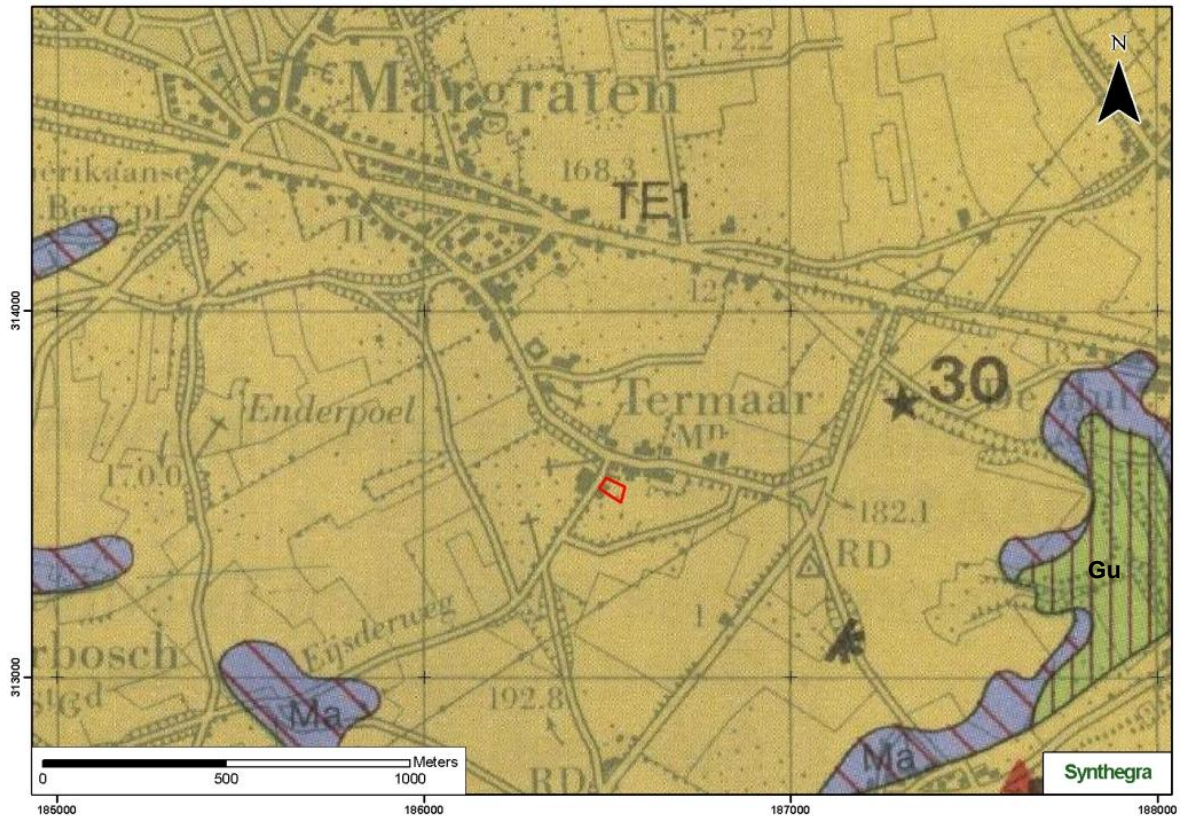 172.2
N
Margraten
erikaanse
Begr.pl.
168.3
TE1
11
12
314000
30
13
Termaar
Mⁿ
Enderpoel
170.0
182.1
RD
Gu
1
Eijsderweg
rbosch
192.8
Ma
Ma
RD
Meters
0 500 1000
Synthegra
313000
185000 186000 187000 188000